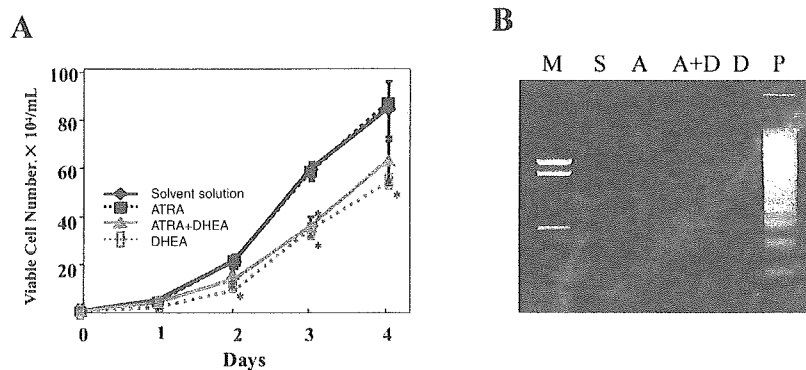 A
Viable Cell Number, × 10⁴/mL
100
80
60
40
20
Solvent solution
ATRA
ATRA+DHEA
DHEA
*
*
*
*
0
1
2
3
4
Days
B
M S A A+D D P